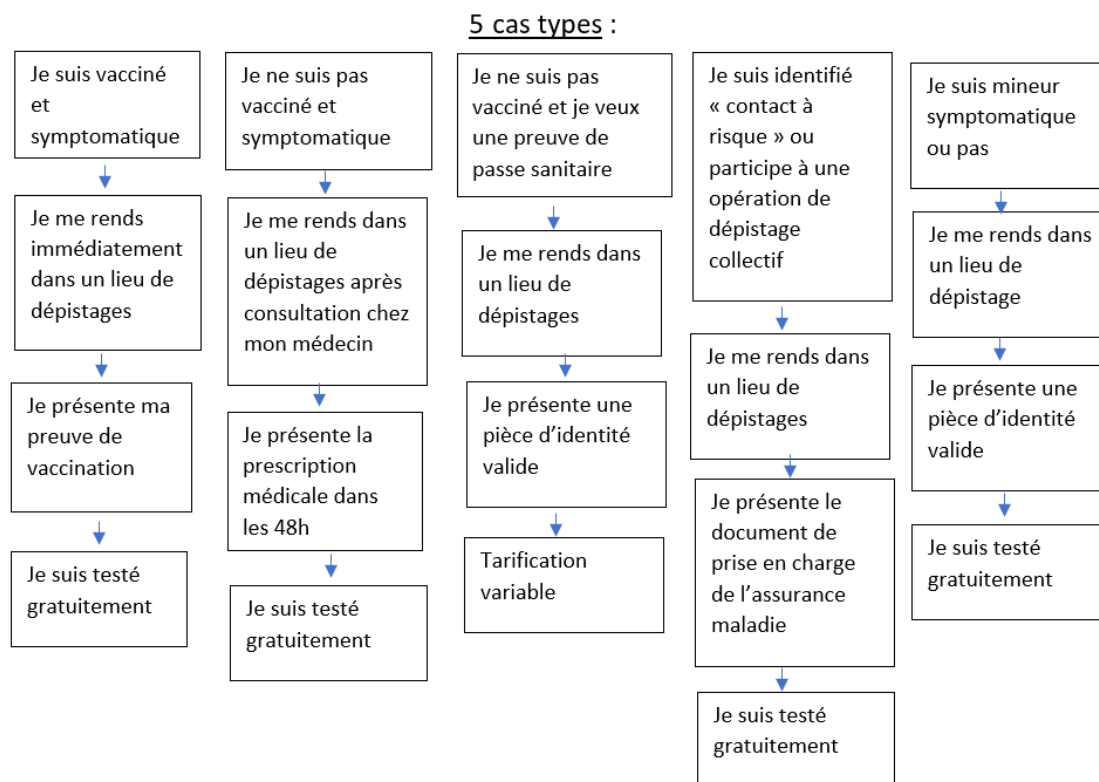 5 cas types :
Je suis vacciné
et
symptomatique
Je me rends
immédiatement
dans un lieu de
dépistages
Je présente ma
preuve de
vaccination
Je suis testé
gratuitement
Je ne suis pas
vacciné et
symptomatique
Je me rends dans
un lieu de
dépistages après
consultation chez
mon médecin
Je présente la
prescription
médicale dans
les 48h
Je suis testé
gratuitement
Je ne suis pas
vacciné et je veux
une preuve de
passe sanitaire
Je me rends dans
un lieu de
dépistages
Je présente une
pièce d’identité
valide
Tarification
variable
Je suis identifié
« contact à
risque » ou
participe à une
opération de
dépistage
collectif
Je me rends dans
un lieu de
dépistages
Je présente le
document de
prise en charge
de l’assurance
maladie
Je suis testé
gratuitement
Je suis mineur
symptomatique
ou pas
Je me rends dans
un lieu de
dépistage
Je présente une
pièce d’identité
valide
Je suis testé
gratuitement